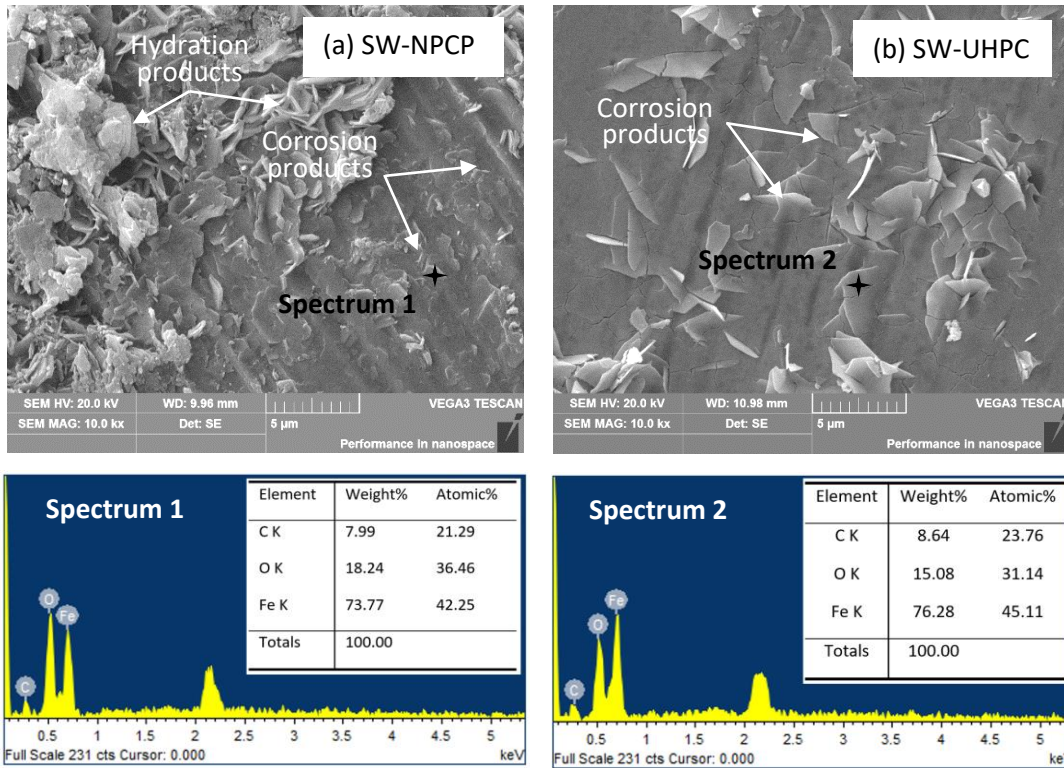 (a) SW-NPCP
Hydration
products
Corrosion
products
Spectrum 1
SEM HV: 20.0 kV
WD: 9.96 mm
VEGA3 TESCAN
SEM MAG: 10.0 kx
Det: SE
5 µm
Performance in nanospace
(b) SW-UHPC
Corrosion
products
Spectrum 2
SEM HV: 20.0 kV
WD: 10.98 mm
VEGA3 TESCAN
SEM MAG: 10.0 kx
Det: SE
5 µm
Performance in nanospace
Spectrum 1
Element Weight% Atomic%
C K 7.99 21.29
O K 18.24 36.46
Fe K 73.77 42.25
Totals 100.00
O
Fe
C
0.5 1 1.5 2 2.5 3 3.5 4 4.5 5
Full Scale 231 cts Cursor: 0.000 keV
Spectrum 2
Element Weight% Atomic%
C K 8.64 23.76
O K 15.08 31.14
Fe K 76.28 45.11
Totals 100.00
Fe
O
C
0.5 1 1.5 2 2.5 3 3.5 4 4.5 5
Full Scale 231 cts Cursor: 0.000